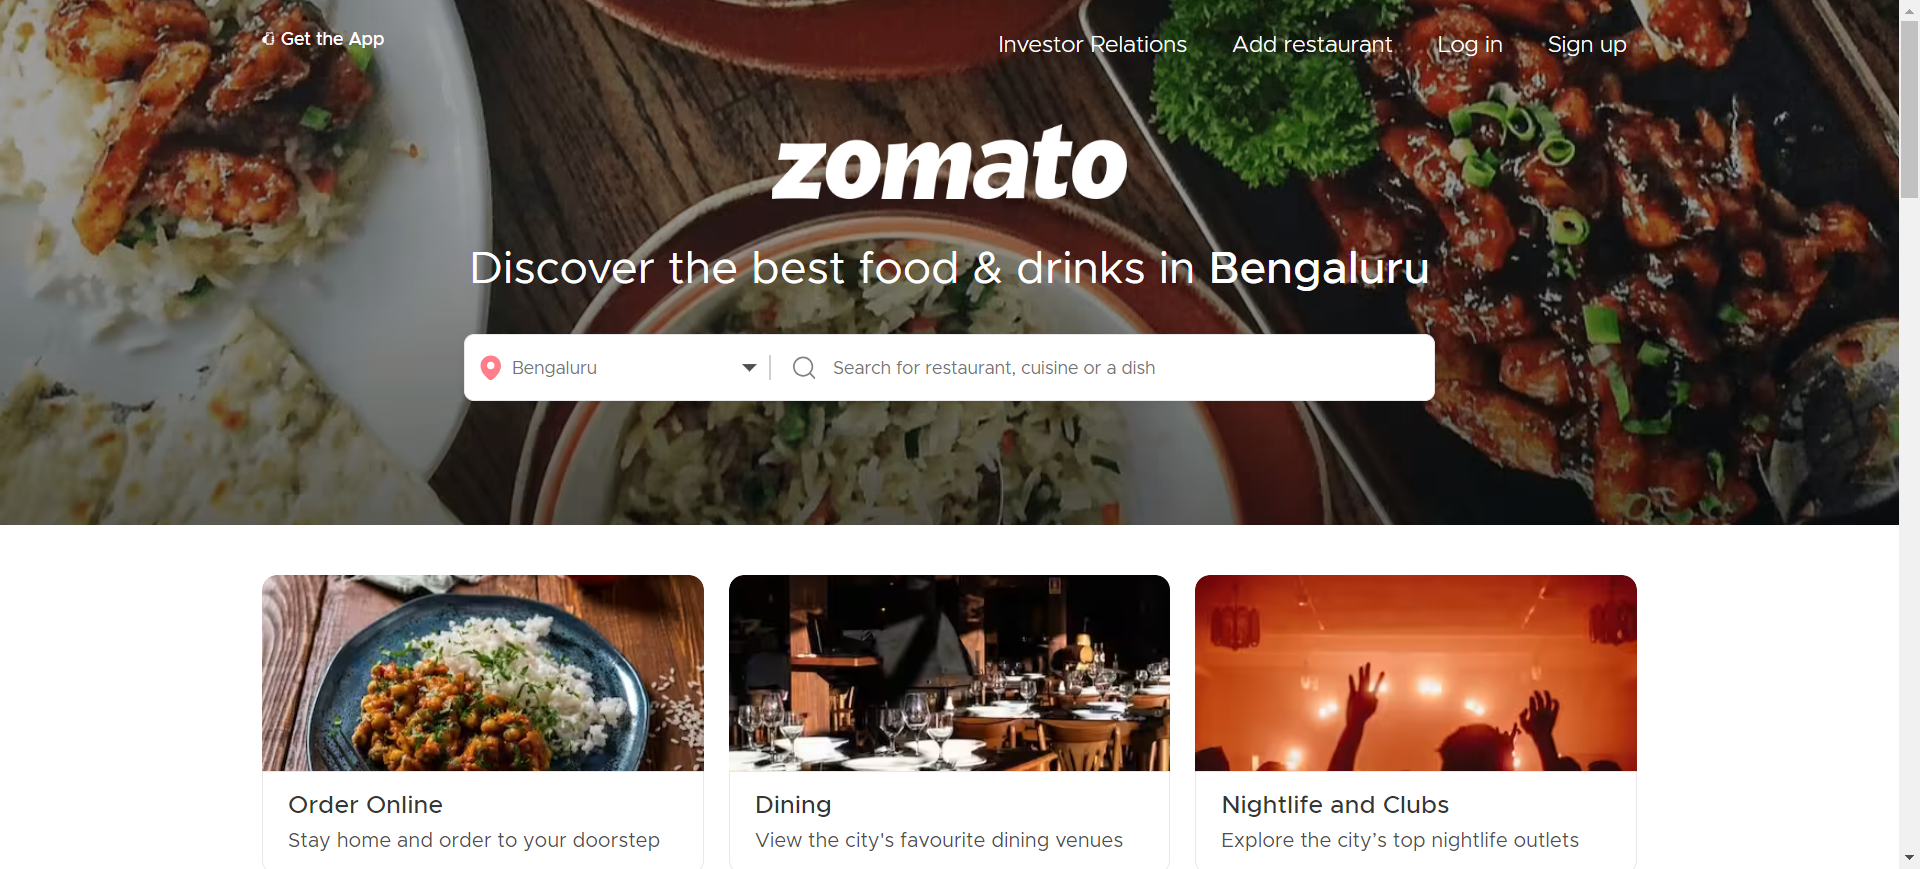 Get the App
Investor Relations
Add restaurant
Log in
Sign up
zomato
Discover the best food & drinks in Bengaluru
Bengaluru
Search for restaurant, cuisine or a dish
Order Online
Stay home and order to your doorstep
Dining
View the city's favourite dining venues
Nightlife and Clubs
Explore the city’s top nightlife outlets